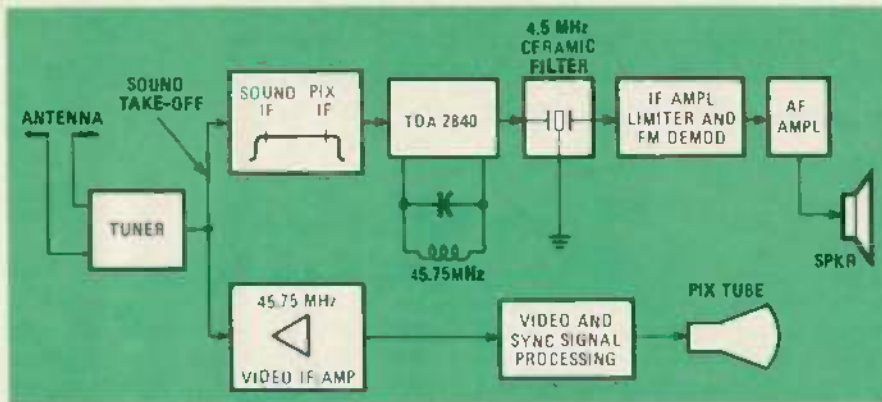 4.5 MHz
CERAMIC
FILTER
SOUND
TAKE-OFF
ANTENNA
SOUND PIX
IF IF
TDA 2840
IF AMPL
LIMITER AND
FM DEMOD
AF
AMPL
TUNER
45.75MHz
SPKR
45.75 MHz
VIDEO IF AMP
VIDEO AND
SYNC SIGNAL
PROCESSING
PIX TUBE